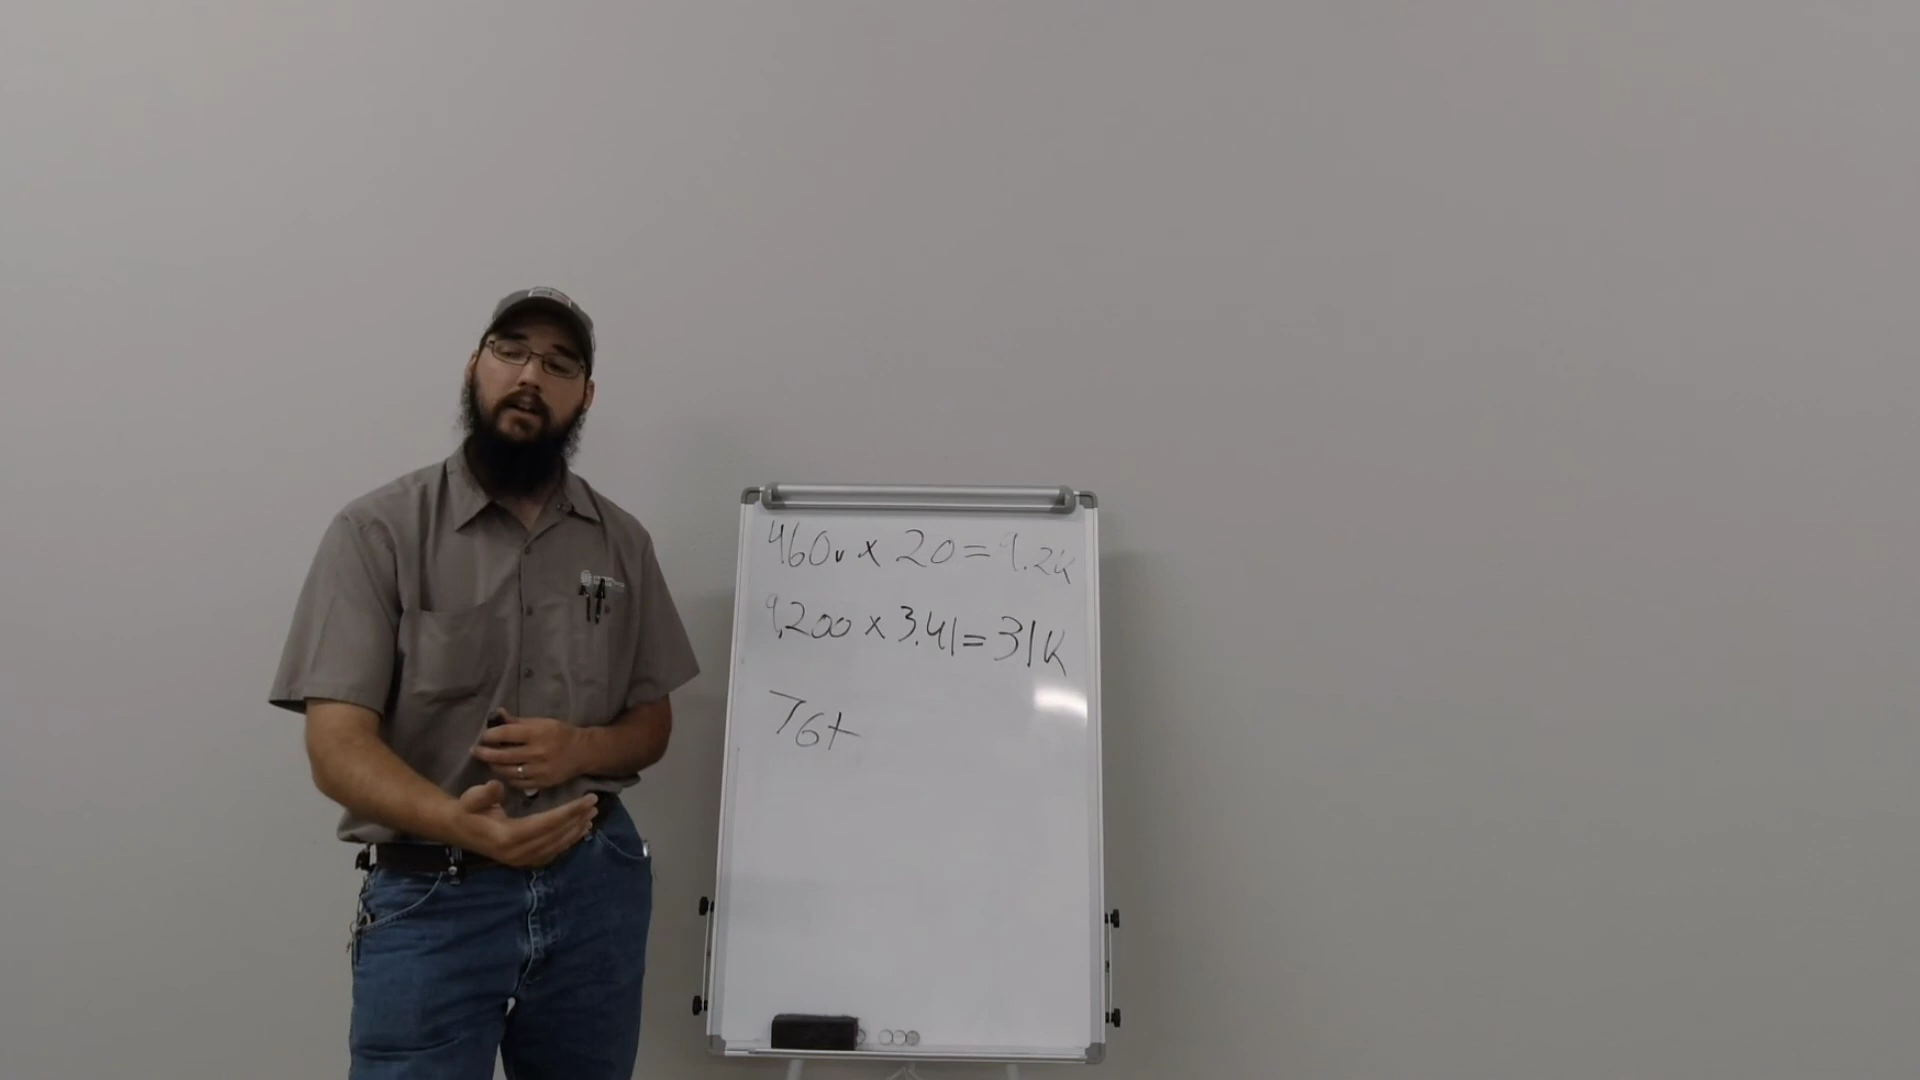 460v x 20 = 9.2K
9,200 x 3.41 = 31K
76+